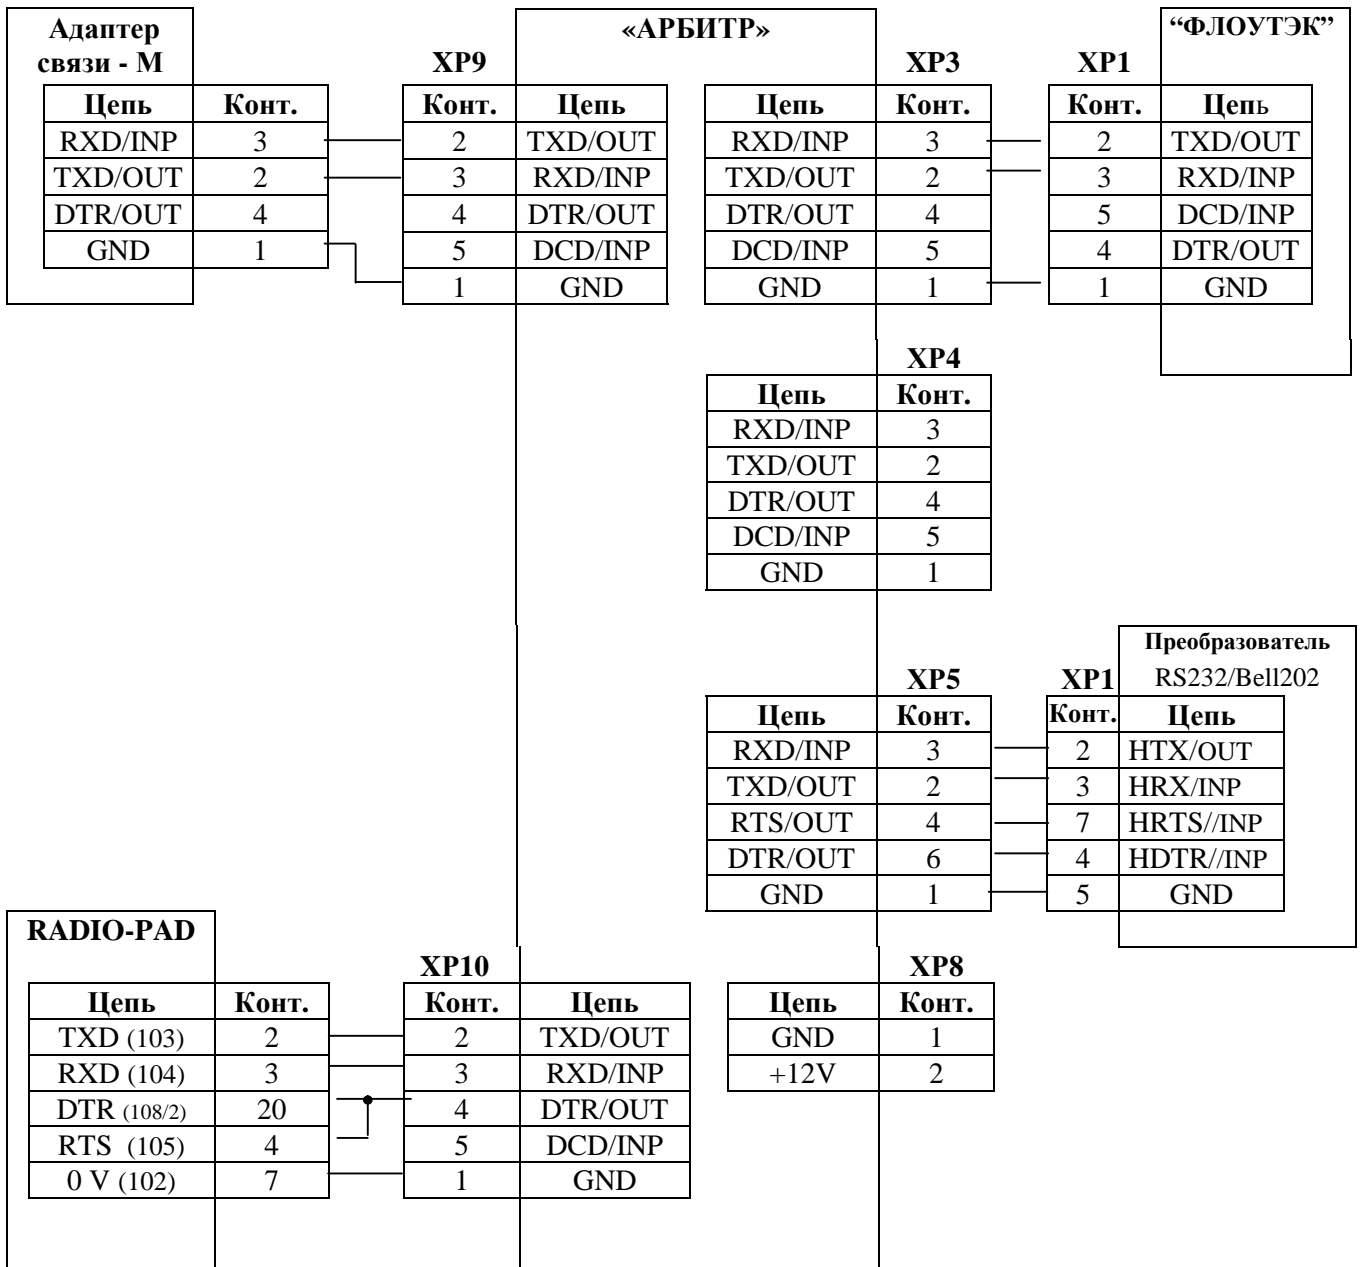 Адаптер связи - М
«АРБИТР»
“ФЛОУТЭК”
XP9
XP3
XP1
Цепь Конт. Конт. Цепь Цепь Конт. Конт. Цепь
RXD/INP 3 2 TXD/OUT RXD/INP 3 2 TXD/OUT
TXD/OUT 2 3 RXD/INP TXD/OUT 2 3 RXD/INP
DTR/OUT 4 4 DTR/OUT DTR/OUT 4 5 DCD/INP
GND 1 5 DCD/INP DCD/INP 5 4 DTR/OUT
1 GND GND 1 1 GND
XP4
Цепь Конт.
RXD/INP 3
TXD/OUT 2
DTR/OUT 4
DCD/INP 5
GND 1
Преобразователь
XP5 XP1 RS232/Bell202
Цепь Конт. Конт. Цепь
RXD/INP 3 2 HTX/OUT
TXD/OUT 2 3 HRX/INP
RTS/OUT 4 7 HRTS//INP
DTR/OUT 6 4 HDTR//INP
GND 1 5 GND
RADIO-PAD
XP10 XP8
Цепь Конт. Конт. Цепь Цепь Конт.
TXD (103) 2 2 TXD/OUT GND 1
RXD (104) 3 3 RXD/INP +12V 2
DTR (108/2) 20 4 DTR/OUT
RTS (105) 4 5 DCD/INP
0 V (102) 7 1 GND